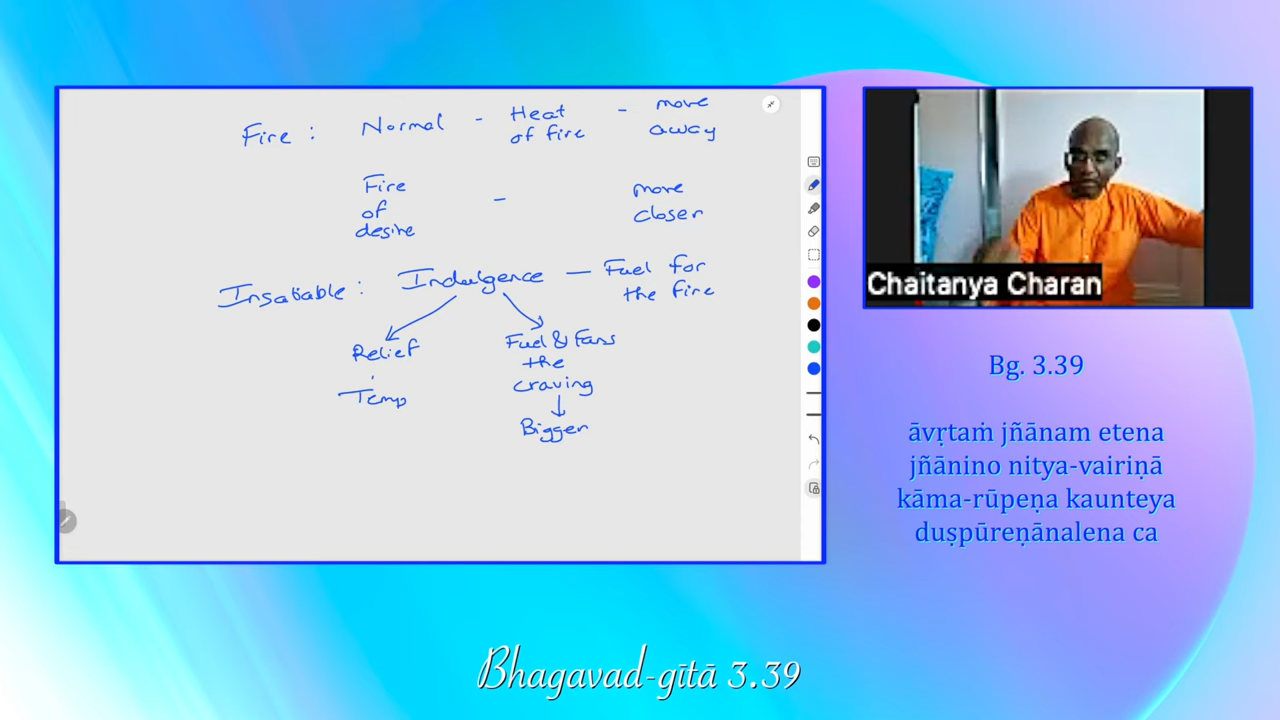 Fire : Normal - Heat of fire - move away
Fire of desire - move closer
Insatiable : Indulgence — Fuel for the fire
Relief
Temp
Fuel & Fans
the
craving
Bigger
Chaitanya Charan
Bg. 3.39
āvṛtaṁ jñānam etena
jñānino nitya-vairiṇā
kāma-rūpeṇa kaunteya
duṣpūreṇānalena ca
Bhagavad-gītā 3.39